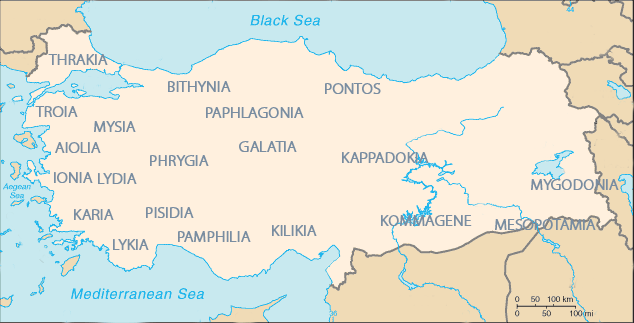 Black Sea
THRAKIA
BITHYNIA
PONTOS
TROIA
PAPHLAGONIA
MYSIA
AIOLIA
GALATIA
PHRYGIA
KAPPADOKIA
IONIA
LYDIA
MYGODONIA
Aegean
Sea
KARIA
PISIDIA
KOMMAGENE
MESOPOTAMIA
LYKIA
PAMPHILIA
KILIKIA
Mediterranean Sea
0 50 100 km
0 50 100 mi